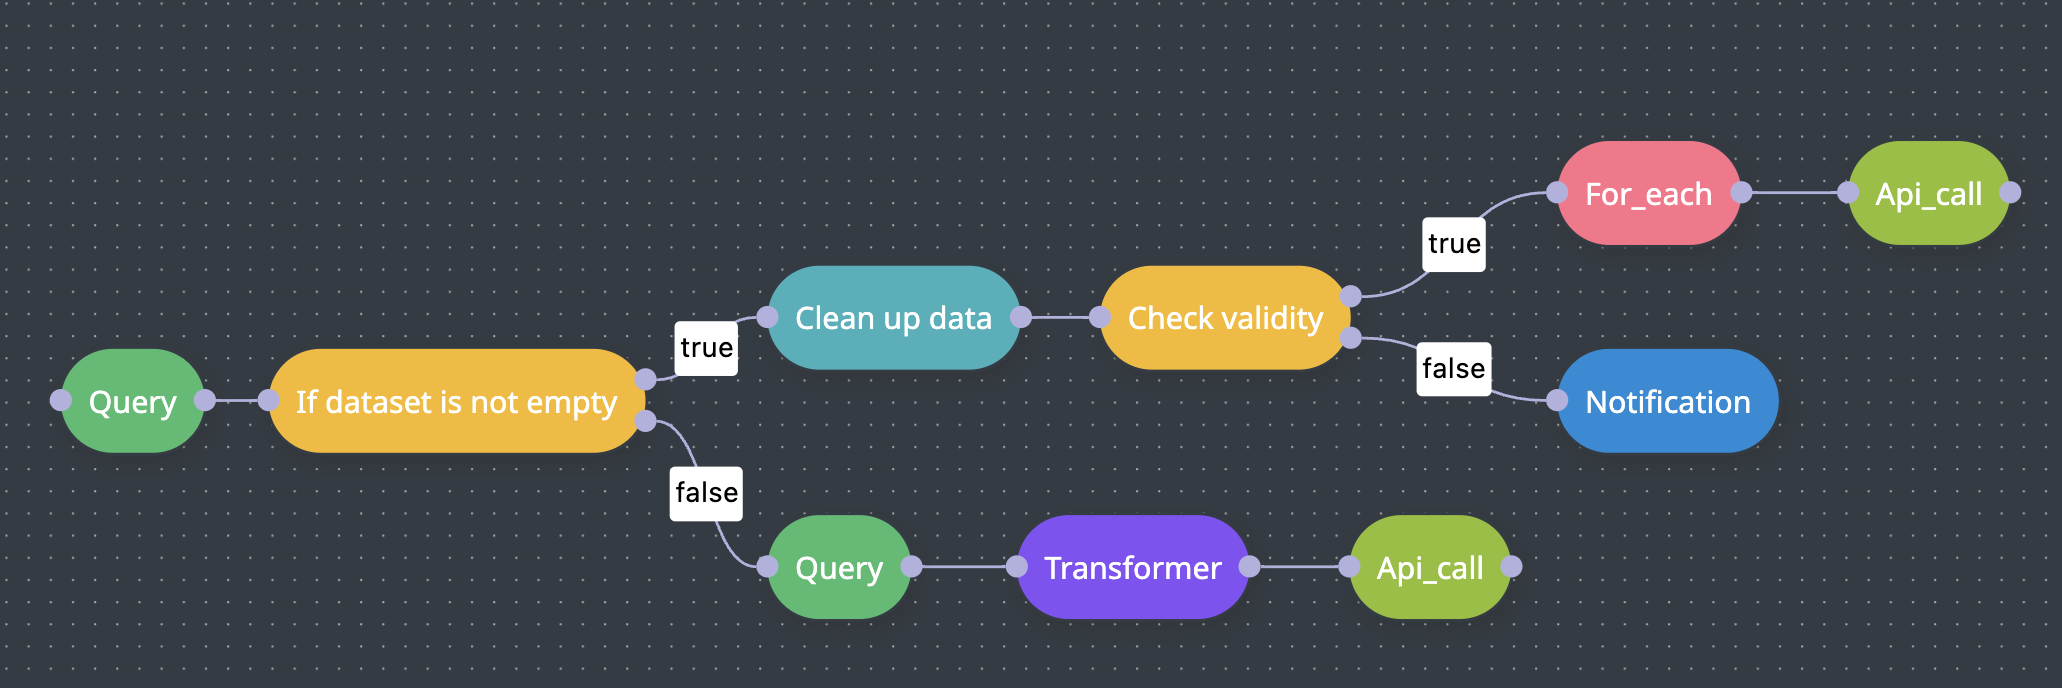 Query
If dataset is not empty
true
false
Clean up data
Check validity
true
false
For_each
Api_call
Notification
Query
Transformer
Api_call